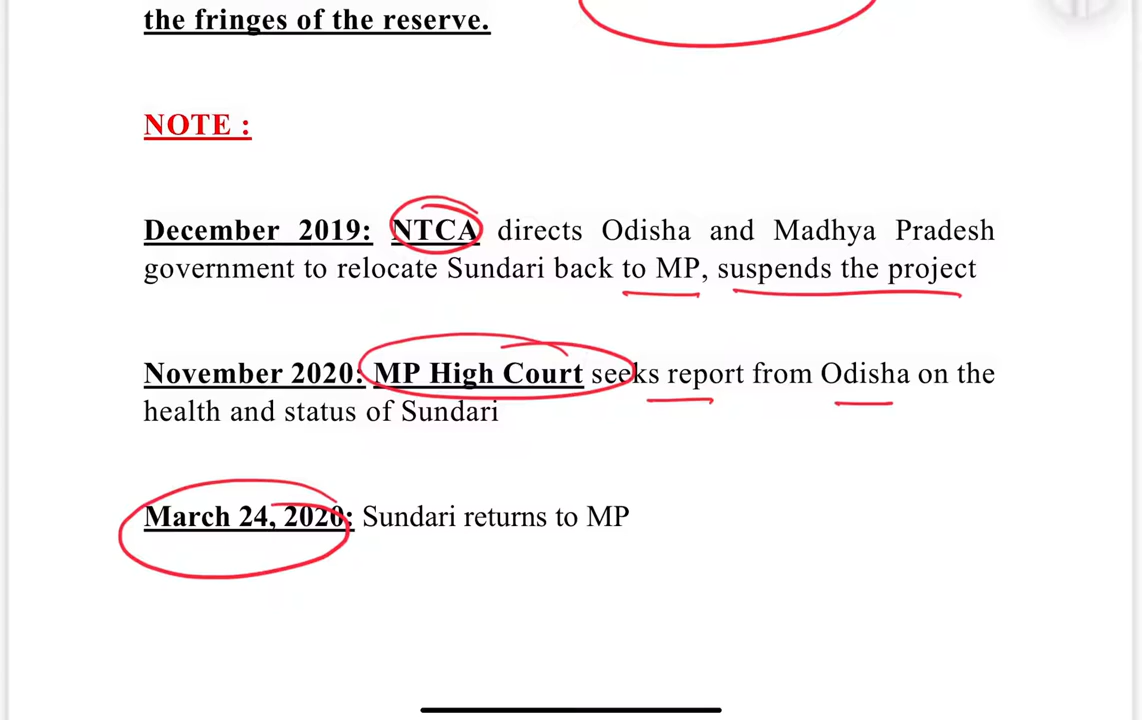 the fringes of the reserve.
NOTE :
December 2019: NTCA directs Odisha and Madhya Pradesh
government to relocate Sundari back to MP, suspends the project
November 2020: MP High Court seeks report from Odisha on the
health and status of Sundari
March 24, 2020: Sundari returns to MP